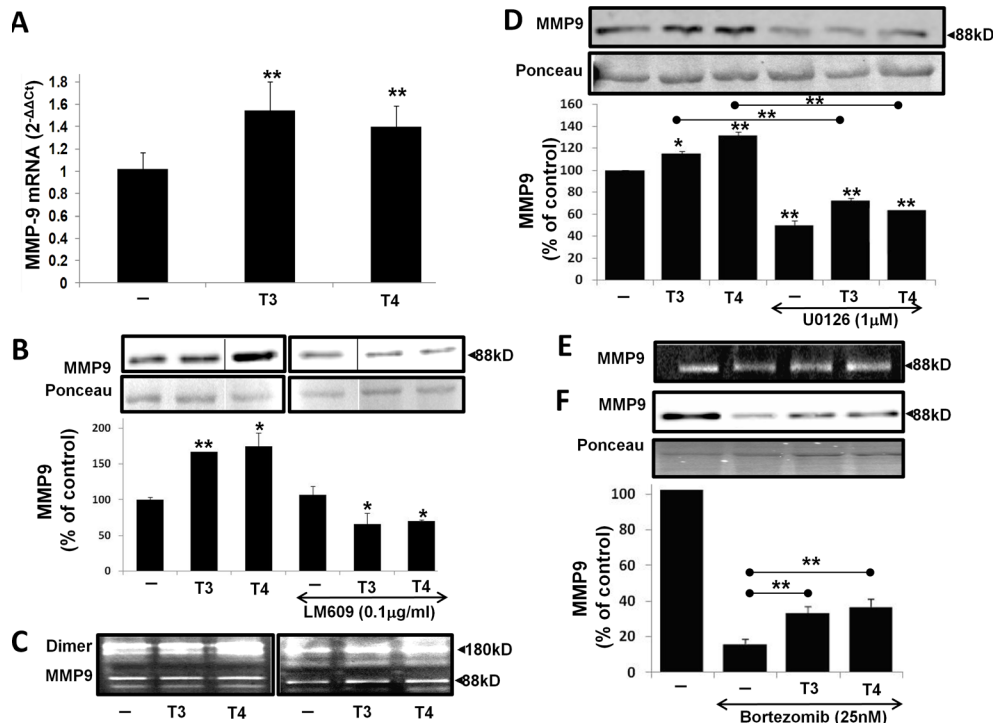 A
MMP-9 mRNA (2-ΔΔCt)
1.8
1.6
1.4
1.2
1
0.8
0.6
0.4
0.2
0
**
**
–
T3
T4
B
MMP9
88kD
Ponceau
MMP9
(% of control)
200
150
100
50
0
**
*
*
*
–
T3
T4
–
T3
T4
LM609 (0.1µg/ml)
C
Dimer
180kD
MMP9
88kD
–
T3
T4
–
T3
T4
D
MMP9
88kD
Ponceau
MMP9
(% of control)
160
140
120
100
80
60
40
20
0
**
**
*
**
**
**
**
–
T3
T4
–
T3
T4
U0126 (1µM)
E
MMP9
88kD
F
MMP9
88kD
Ponceau
MMP9
(% of control)
100
80
60
40
20
0
**
**
–
–
T3
T4
Bortezomib (25nM)